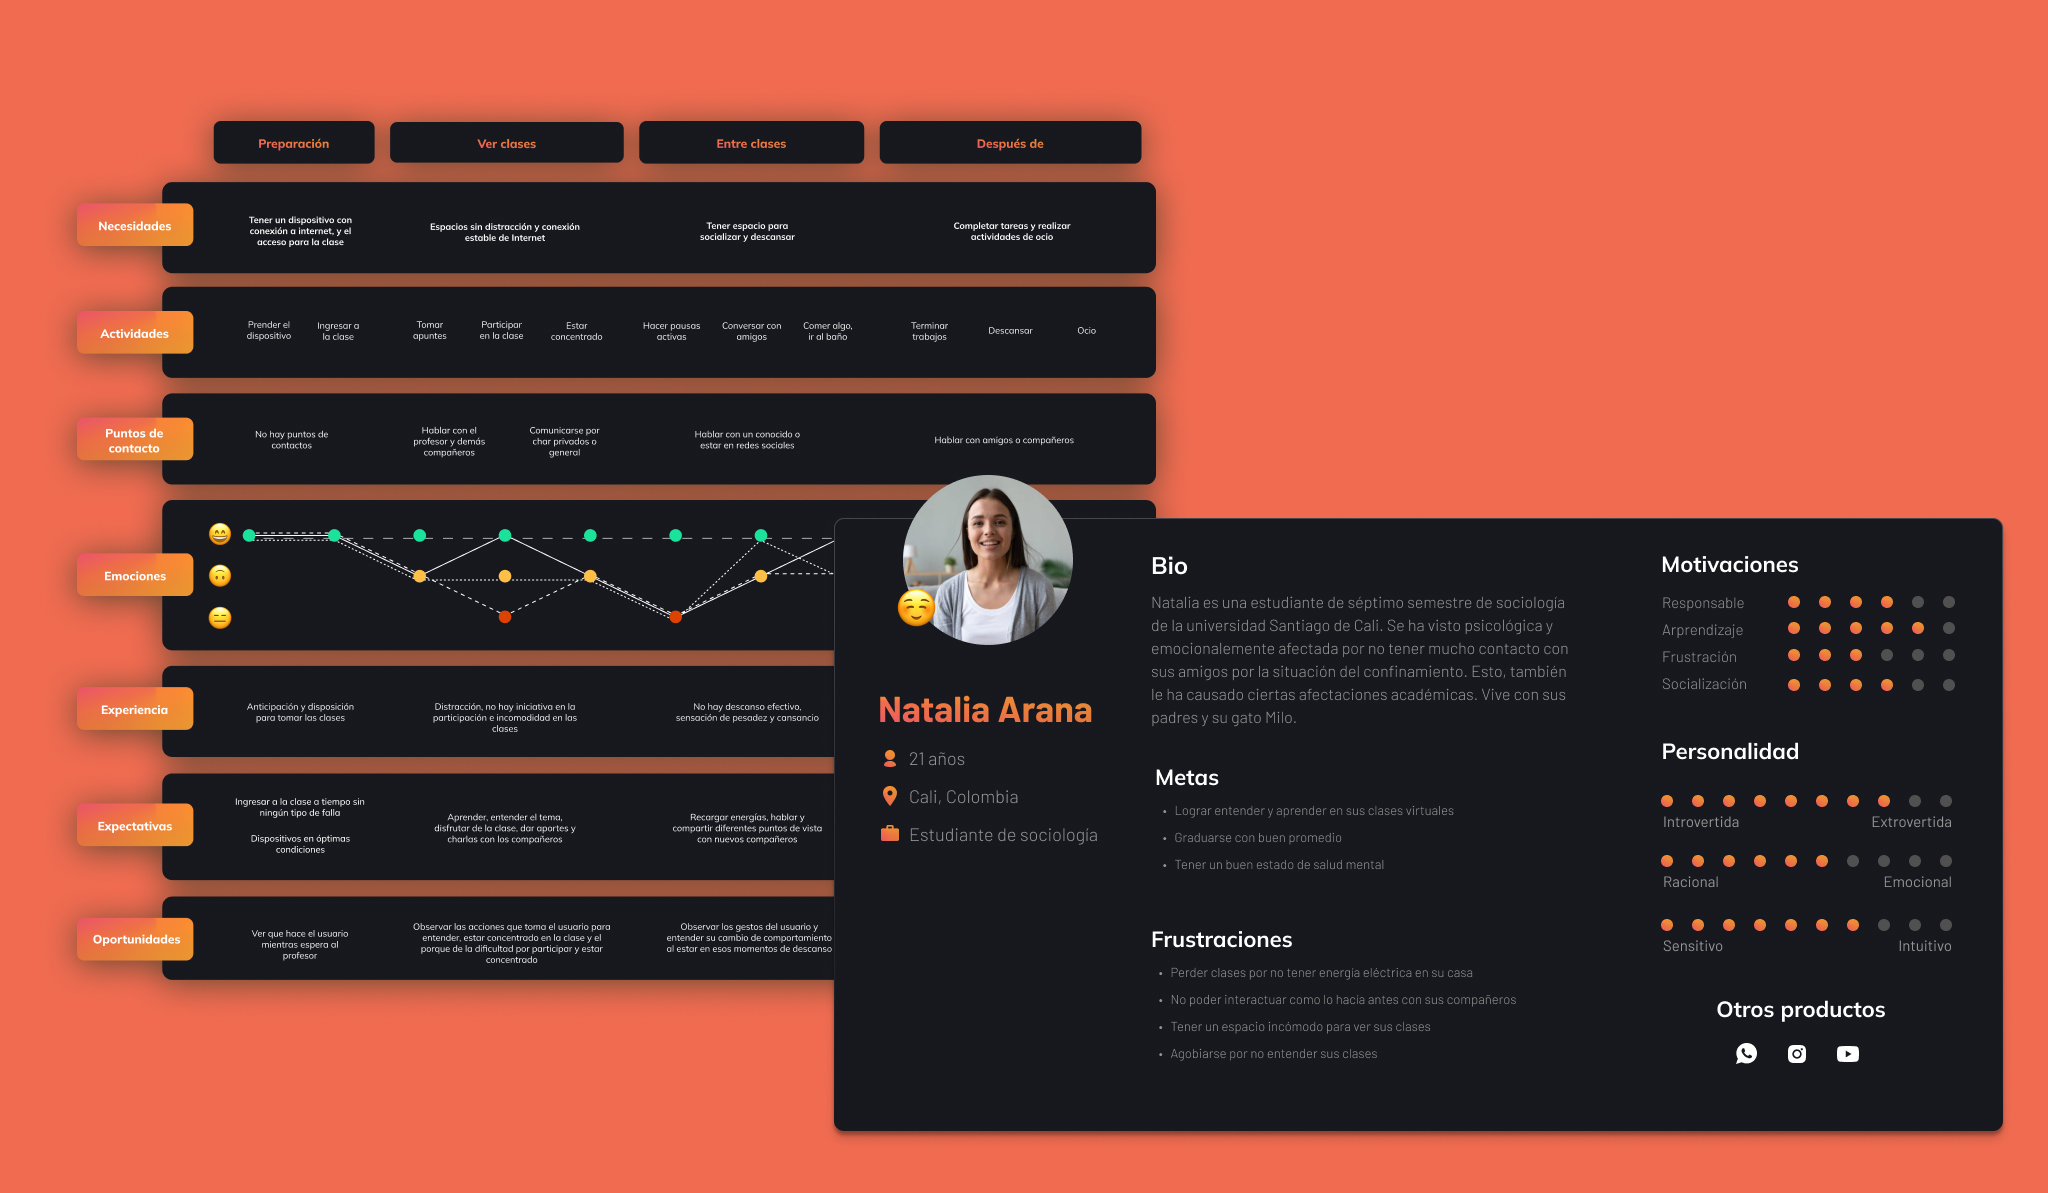 Preparación
Ver clases
Entre clases
Después de
Necesidades
Tener un dispositivo con
conexión a internet, y el
acceso para la clase
Espacios sin distracción y conexión
estable de Internet
Tener espacio para
socializar y descansar
Completar tareas y realizar
actividades de ocio
Actividades
Prender el
dispositivo
Ingresar a
la clase
Tomar
apuntes
Participar
en la clase
Estar
concentrado
Hacer pausas
activas
Conversar con
amigos
Comer algo,
ir al baño
Terminar
trabajos
Descansar
Ocio
Puntos de
contacto
No hay puntos de
contactos
Hablar con el
profesor y demás
compañeros
Comunicarse por
char privados o
general
Hablar con un conocido o
estar en redes sociales
Hablar con amigos o compañeros
Emociones
Experiencia
Anticipación y disposición
para tomar las clases
Distracción, no hay iniciativa en la
participación e incomodidad en las
clases
No hay descanso efectivo,
sensación de pesadez y cansancio
Expectativas
Ingresar a la clase a tiempo sin
ningún tipo de falla
Dispositivos en óptimas
condiciones
Aprender, entender el tema,
disfrutar de la clase, dar aportes y
charlas con los compañeros
Recargar energías, hablar y
compartir diferentes puntos de vista
con nuevos compañeros
Oportunidades
Ver que hace el usuario
mientras espera al
profesor
Observar las acciones que toma el usuario para
entender, estar concentrado en la clase y el
porque de la dificultad por participar y estar
concentrado
Observar los gestos del usuario y
entender su cambio de comportamiento
al estar en esos momentos de descanso
Natalia Arana
21 años
Cali, Colombia
Estudiante de sociología
Bio
Natalia es una estudiante de séptimo semestre de sociología
de la universidad Santiago de Cali. Se ha visto psicológica y
emocionalemente afectada por no tener mucho contacto con
sus amigos por la situación del confinamiento. Esto, también
le ha causado ciertas afectaciones académicas. Vive con sus
padres y su gato Milo.
Metas
• Lograr entender y aprender en sus clases virtuales
• Graduarse con buen promedio
• Tener un buen estado de salud mental
Frustraciones
• Perder clases por no tener energía eléctrica en su casa
• No poder interactuar como lo hacía antes con sus compañeros
• Tener un espacio incómodo para ver sus clases
• Agobiarse por no entender sus clases
Motivaciones
Responsable
Arprendizaje
Frustración
Socialización
Personalidad
Introvertida Extrovertida
Racional Emocional
Sensitivo Intuitivo
Otros productos